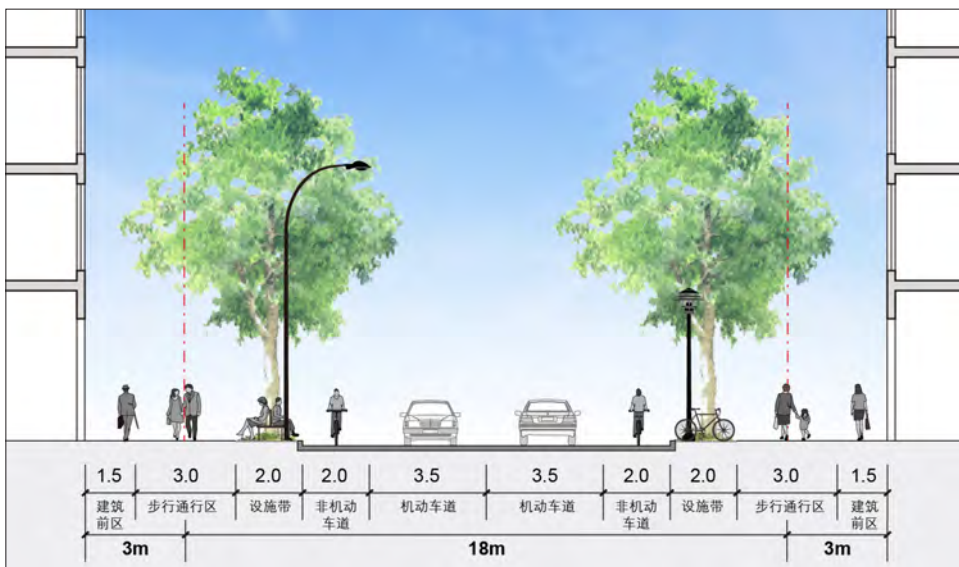 1.5 3.0 2.0 2.0 3.5 3.5 2.0 2.0 3.0 1.5
建筑前区 步行通行区 设施带 非机动车道 机动车道 机动车道 非机动车道 设施带 步行通行区 建筑前区
3m 18m 3m